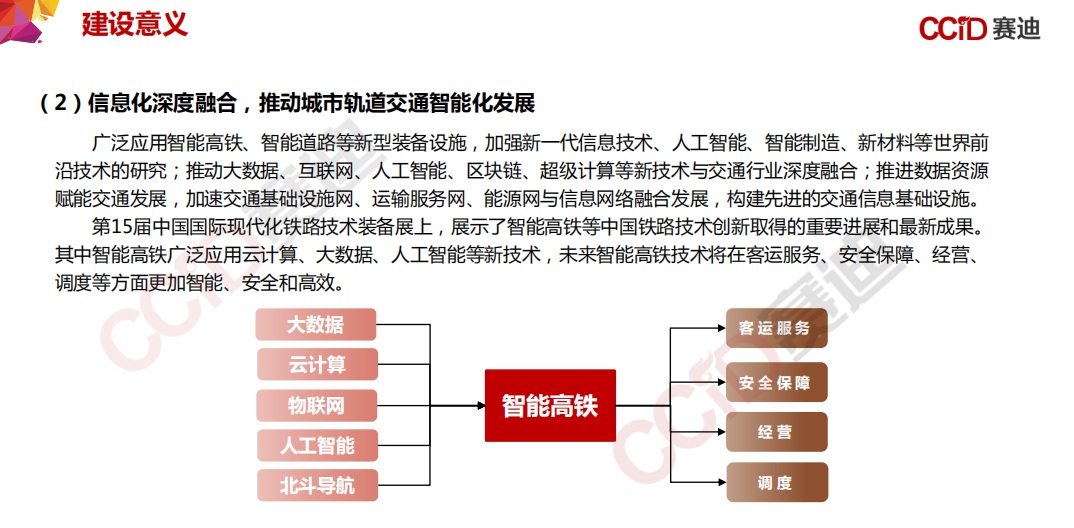 建设意义
CCID 赛迪
（2）信息化深度融合，推动城市轨道交通智能化发展
广泛应用智能高铁、智能道路等新型装备设施，加强新一代信息技术、人工智能、智能制造、新材料等世界前
沿技术的研究；推动大数据、互联网、人工智能、区块链、超级计算等新技术与交通行业深度融合；推进数据资源
赋能交通发展，加速交通基础设施网、运输服务网、能源网与信息网络融合发展，构建先进的交通信息基础设施。
第15届中国国际现代化铁路技术装备展上，展示了智能高铁等中国铁路技术创新取得的重要进展和最新成果。
其中智能高铁广泛应用云计算、大数据、人工智能等新技术，未来智能高铁技术将在客运服务、安全保障、经营、
调度等方面更加智能、安全和高效。
大数据
云计算
物联网
人工智能
北斗导航
智能高铁
客运服务
安全保障
经营
调度
CCID赛迪
CCID赛迪